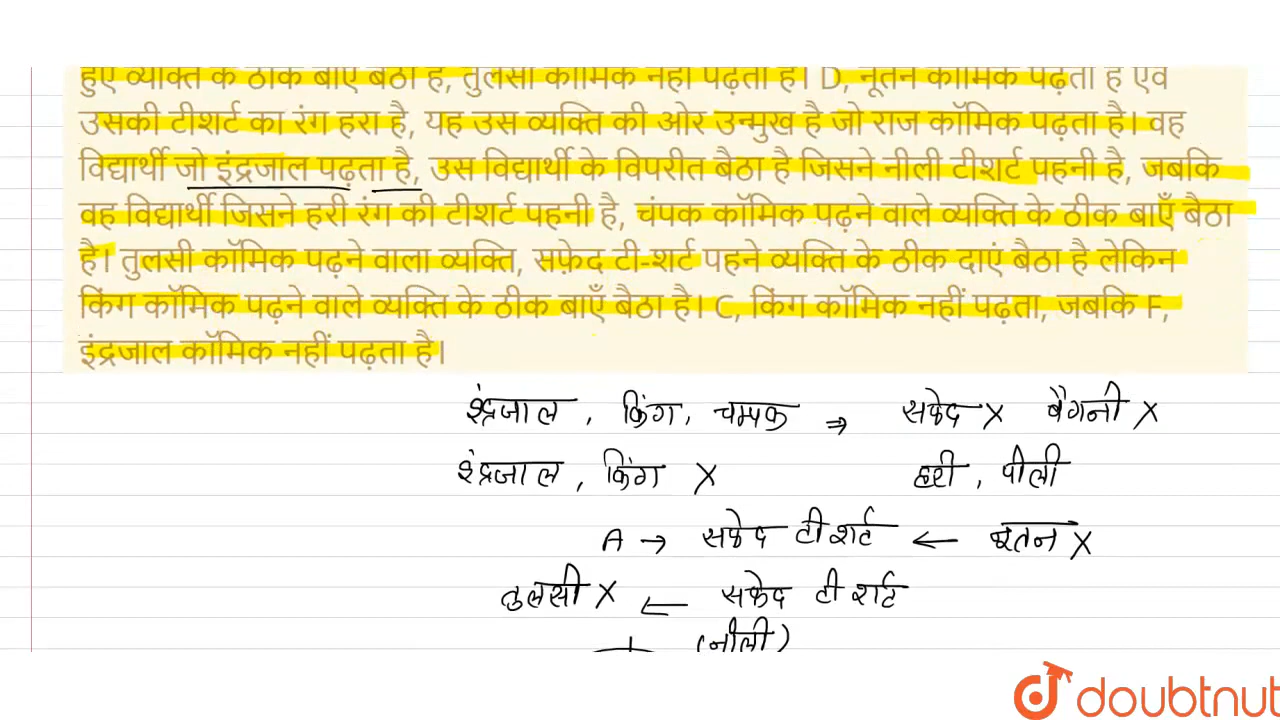 हुए व्यक्ति के ठीक बाएँ बैठा है, तुलसी कॉमिक नहीं पढ़ता है। D, नूतन कॉमिक पढ़ता है एवं
उसकी टीशर्ट का रंग हरा है, यह उस व्यक्ति की ओर उन्मुख है जो राज कॉमिक पढ़ता है। वह
विद्यार्थी जो इंद्रजाल पढ़ता है, उस विद्यार्थी के विपरीत बैठा है जिसने नीली टीशर्ट पहनी है, जबकि
वह विद्यार्थी जिसने हरी रंग की टीशर्ट पहनी है, चंपक कॉमिक पढ़ने वाले व्यक्ति के ठीक बाएँ बैठा
है। तुलसी कॉमिक पढ़ने वाला व्यक्ति, सफ़ेद टी-शर्ट पहने व्यक्ति के ठीक दाएं बैठा है लेकिन
किंग कॉमिक पढ़ने वाले व्यक्ति के ठीक बाएँ बैठा है। C, किंग कॉमिक नहीं पढ़ता, जबकि F,
इंद्रजाल कॉमिक नहीं पढ़ता है।
इंद्रजाल, किंग, चम्पक ⇒ सफेद X बैगनी X
इंद्रजाल, किंग X हरी, पीली
A → सफेद टी शर्ट ← नूतन X
तुलसी X ← सफेद टी शर्ट
(नीली)
doubtnut